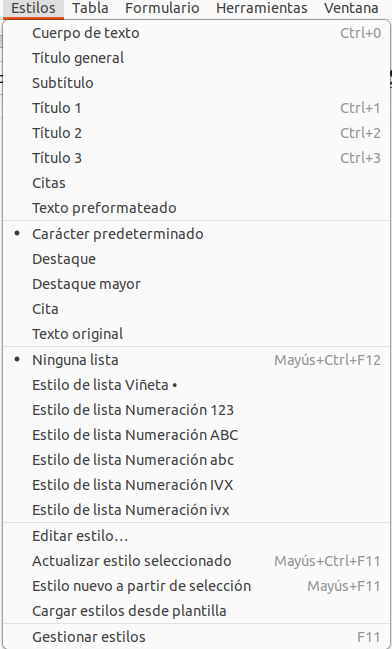 Estilos Tabla Formulario Herramientas Ventana
Cuerpo de texto Ctrl+0
Título general
Subtítulo
Título 1 Ctrl+1
Título 2 Ctrl+2
Título 3 Ctrl+3
Citas
Texto preformateado
• Carácter predeterminado
Destaque
Destaque mayor
Cita
Texto original
• Ninguna lista Mayús+Ctrl+F12
Estilo de lista Viñeta •
Estilo de lista Numeración 123
Estilo de lista Numeración ABC
Estilo de lista Numeración abc
Estilo de lista Numeración IVX
Estilo de lista Numeración ivx
Editar estilo...
Actualizar estilo seleccionado Mayús+Ctrl+F11
Estilo nuevo a partir de selección Mayús+F11
Cargar estilos desde plantilla
Gestionar estilos F11